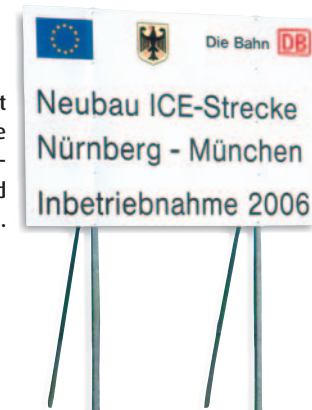 Die Bahn DB
t
Neubau ICE-Strecke
e
Nürnberg - München
-
d
Inbetriebnahme 2006
.